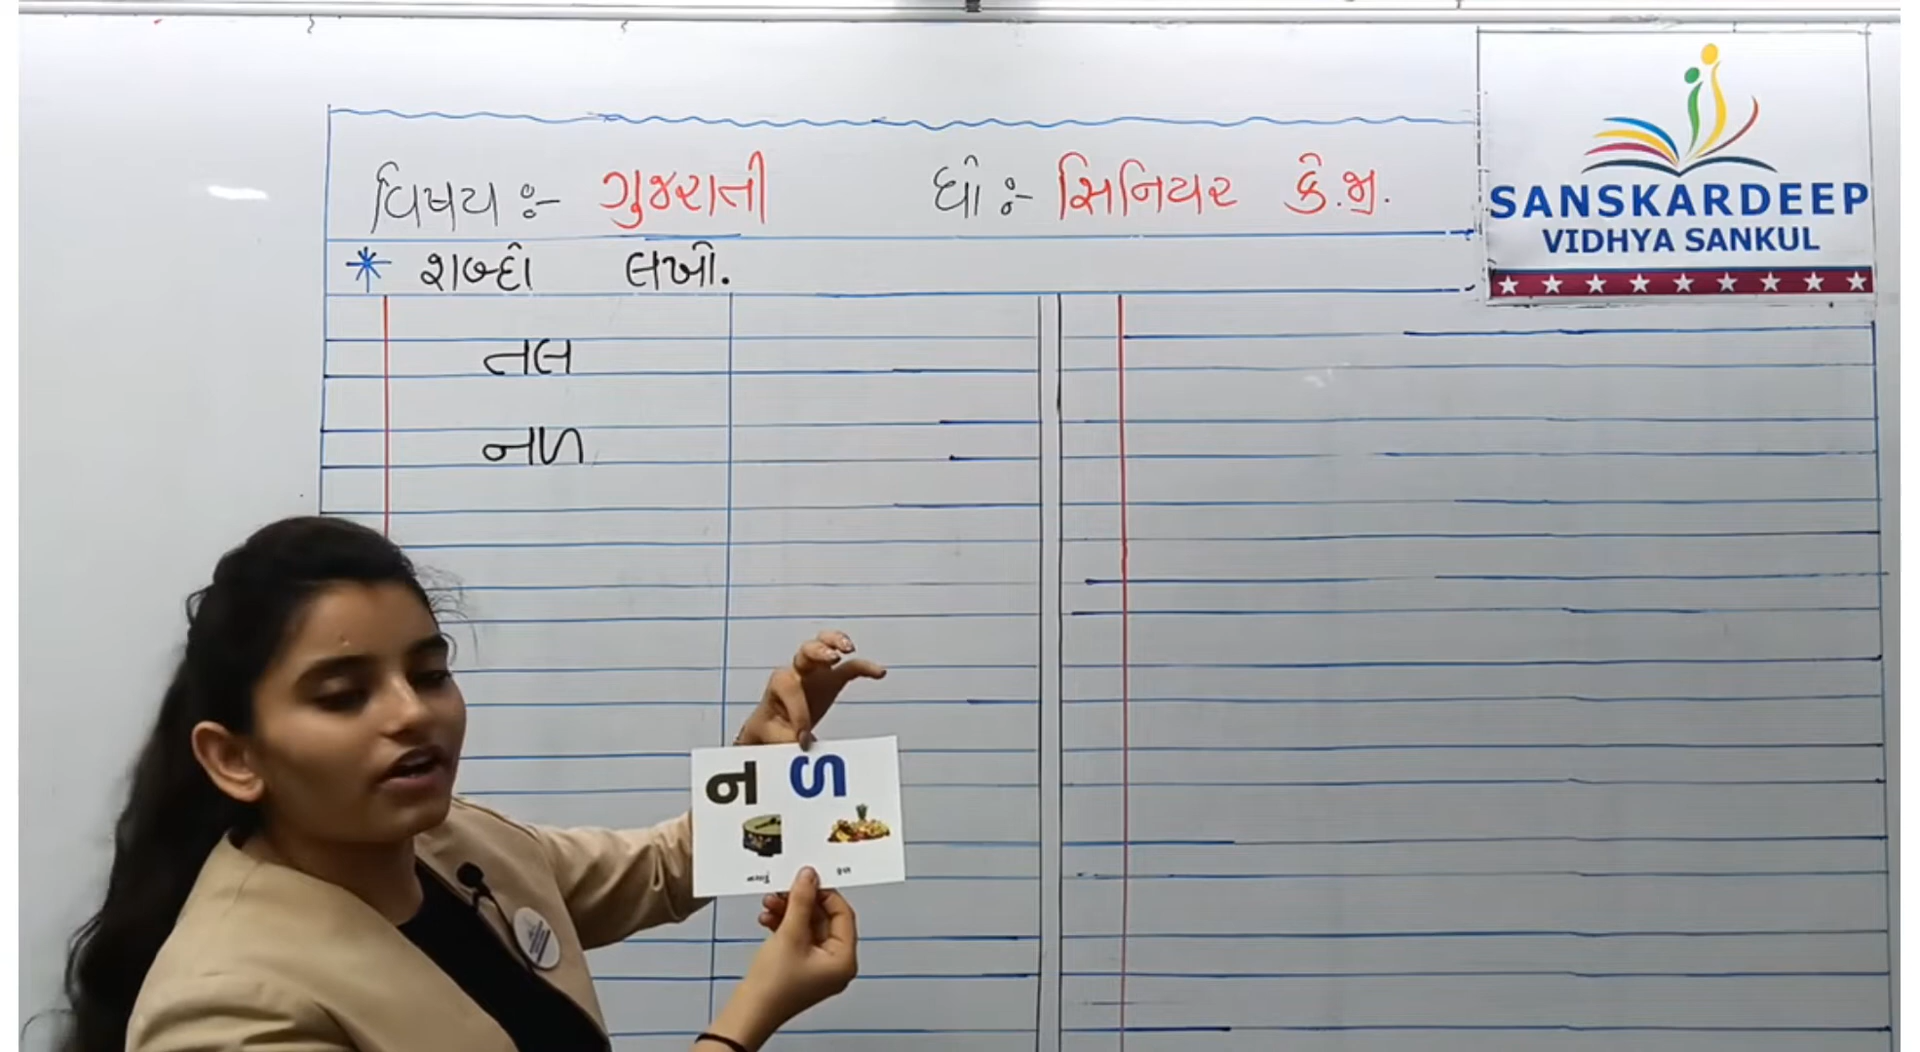 વિષય :- ગુજરાતી ધો :- સિનિયર કે.જી.
* શબ્દો લખો.
તલ
નળ
ન ળ
SANSKARDEEP
VIDHYA SANKUL